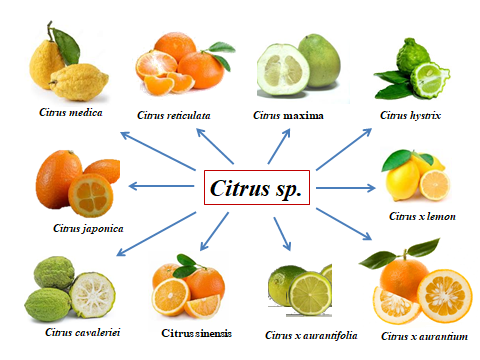 Citrus medica
Citrus reticulata
Citrus maxima
Citrus hystrix
Citrus sp.
Citrus japonica
Citrus x lemon
Citrus cavaleriei
Citrus sinensis
Citrus x aurantifolia
Citrus x aurantium